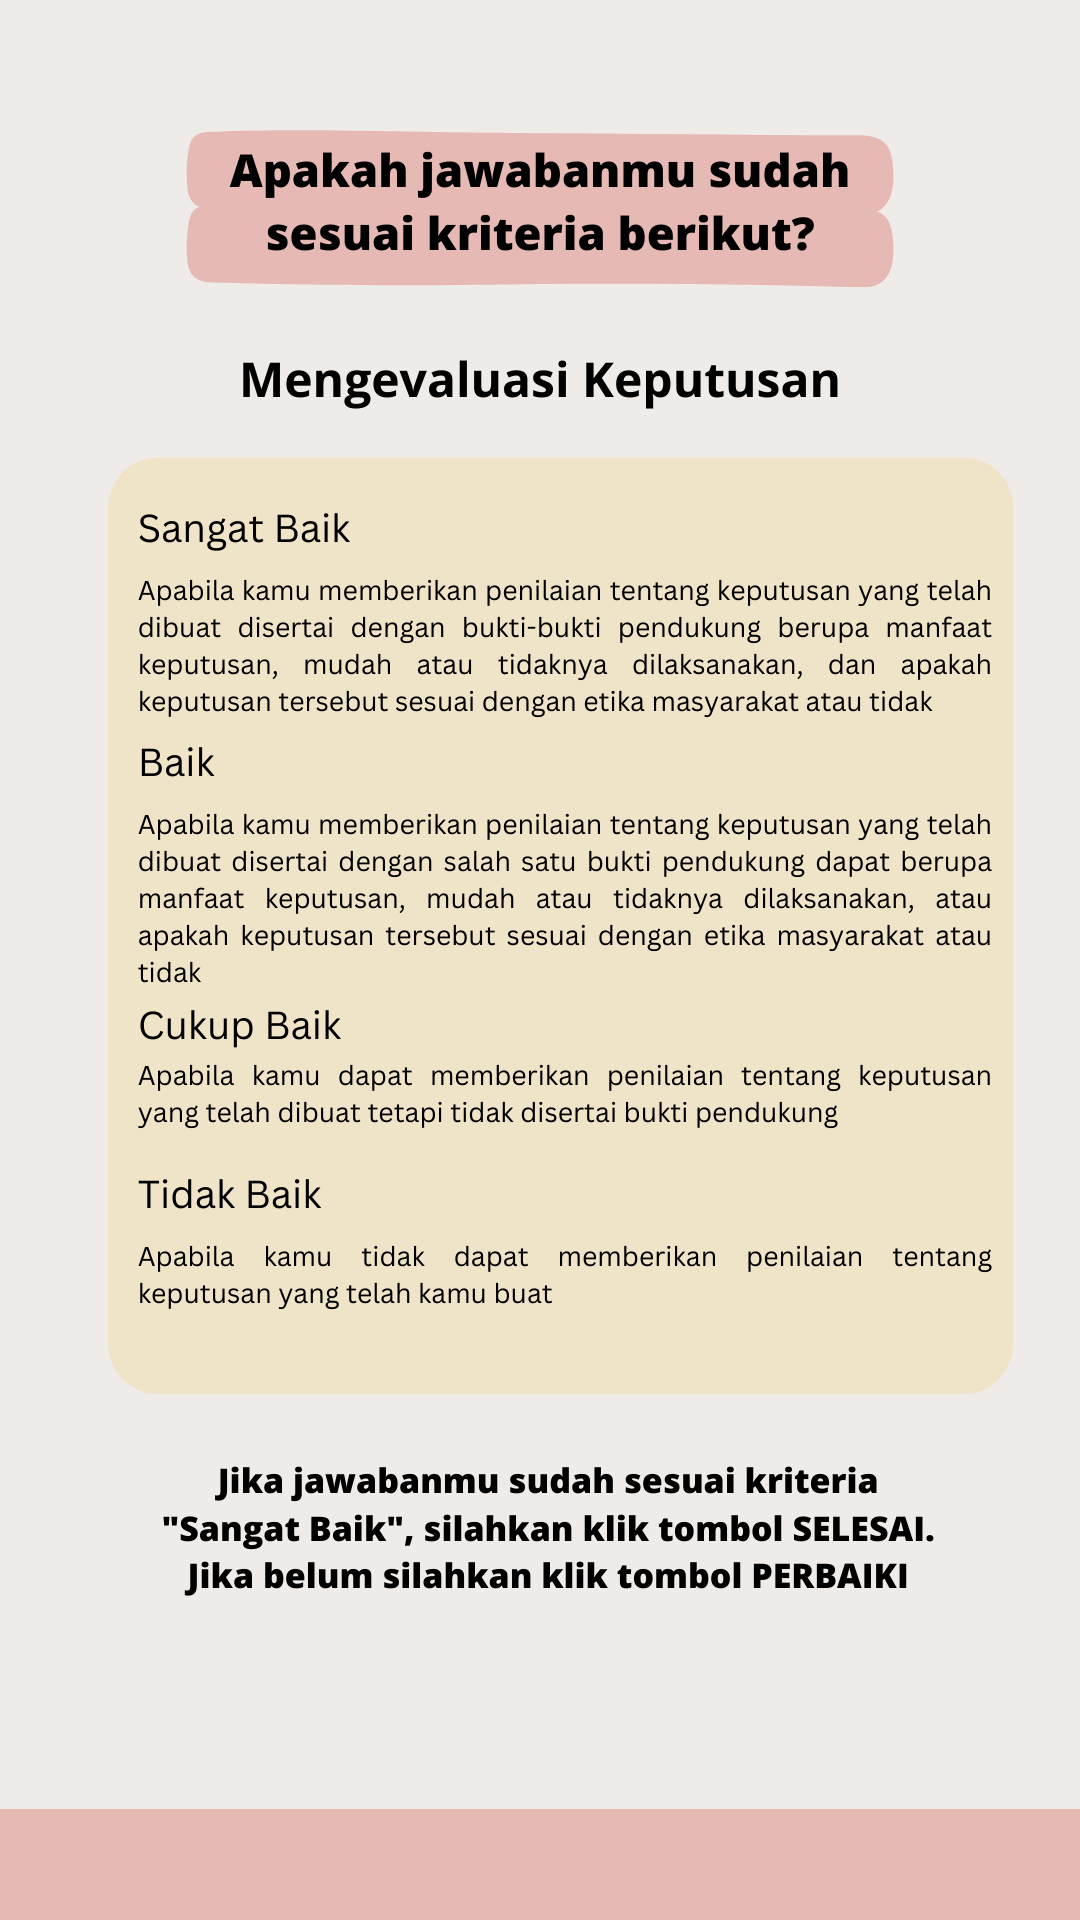 Apakah jawabanmu sudah
sesuai kriteria berikut?
Mengevaluasi Keputusan
Sangat Baik
Apabila kamu memberikan penilaian tentang keputusan yang telah
dibuat disertai dengan bukti-bukti pendukung berupa manfaat
keputusan, mudah atau tidaknya dilaksanakan, dan apakah
keputusan tersebut sesuai dengan etika masyarakat atau tidak
Baik
Apabila kamu memberikan penilaian tentang keputusan yang telah
dibuat disertai dengan salah satu bukti pendukung dapat berupa
manfaat keputusan, mudah atau tidaknya dilaksanakan, atau
apakah keputusan tersebut sesuai dengan etika masyarakat atau
tidak
Cukup Baik
Apabila kamu dapat memberikan penilaian tentang keputusan
yang telah dibuat tetapi tidak disertai bukti pendukung
Tidak Baik
Apabila kamu tidak dapat memberikan penilaian tentang
keputusan yang telah kamu buat
Jika jawabanmu sudah sesuai kriteria
"Sangat Baik", silahkan klik tombol SELESAI.
Jika belum silahkan klik tombol PERBAIKI